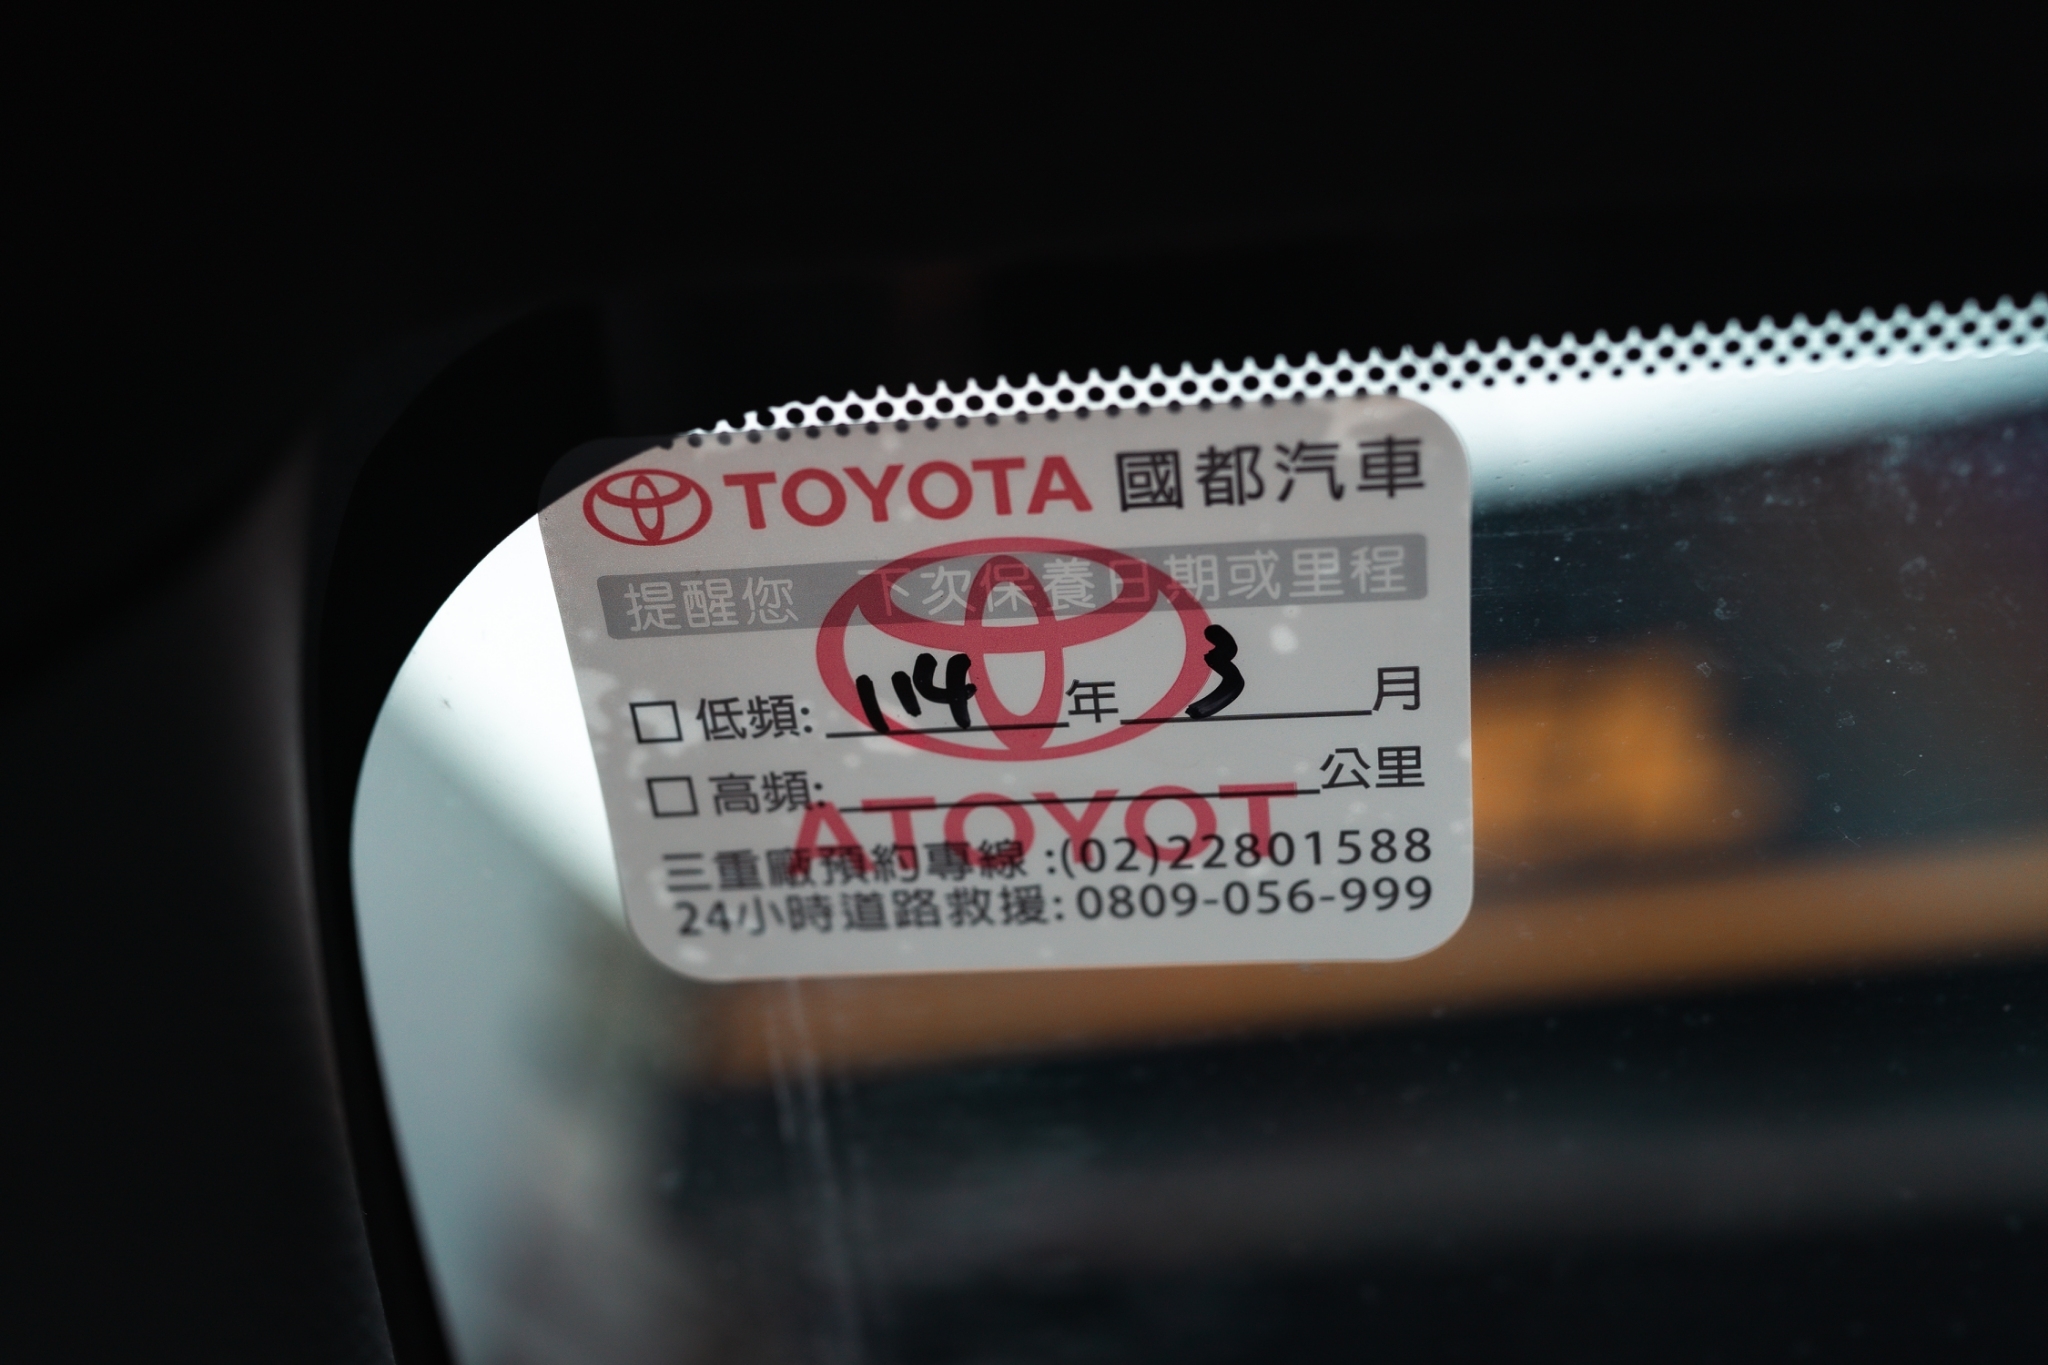 TOYOTA 國都汽車
提醒您 下次保養日期或里程
□ 低頻: 114 年 3 月
□ 高頻: 公里
TOYOTA
三重廠預約專線 :(02)22801588
24小時道路救援: 0809-056-999